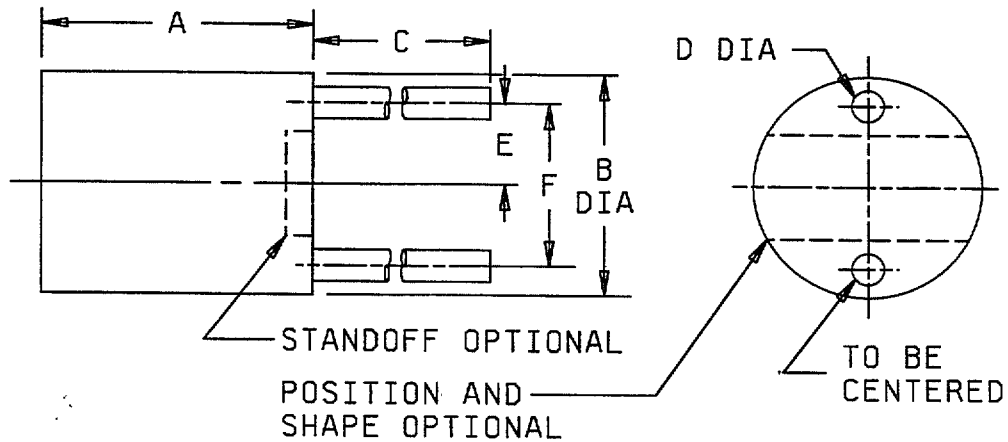 A
C
D DIA
E
F
B
DIA
STANDOFF OPTIONAL
POSITION AND
SHAPE OPTIONAL
TO BE
CENTERED